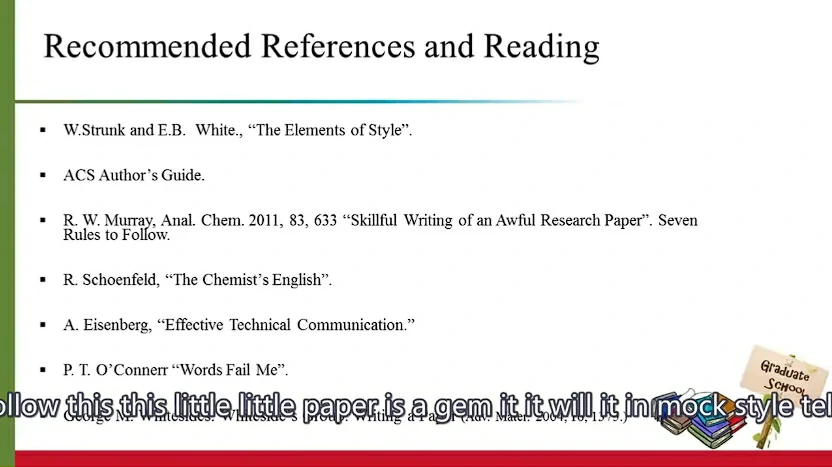 Recommended References and Reading
▪ W.Strunk and E.B. White., “The Elements of Style”.
▪ ACS Author’s Guide.
▪ R. W. Murray, Anal. Chem. 2011, 83, 633 “Skillful Writing of an Awful Research Paper”. Seven
Rules to Follow.
▪ R. Schoenfeld, “The Chemist’s English”.
▪ A. Eisenberg, “Effective Technical Communication.”
▪ P. T. O’Connerr “Words Fail Me”.
Graduate
School
ollow this this little little paper is a gem it it will it in mock style tel
George M. Whitesides. Whiteside’s Group: Writing a Paper (Adv. Mater. 2004, 16, 1375.)